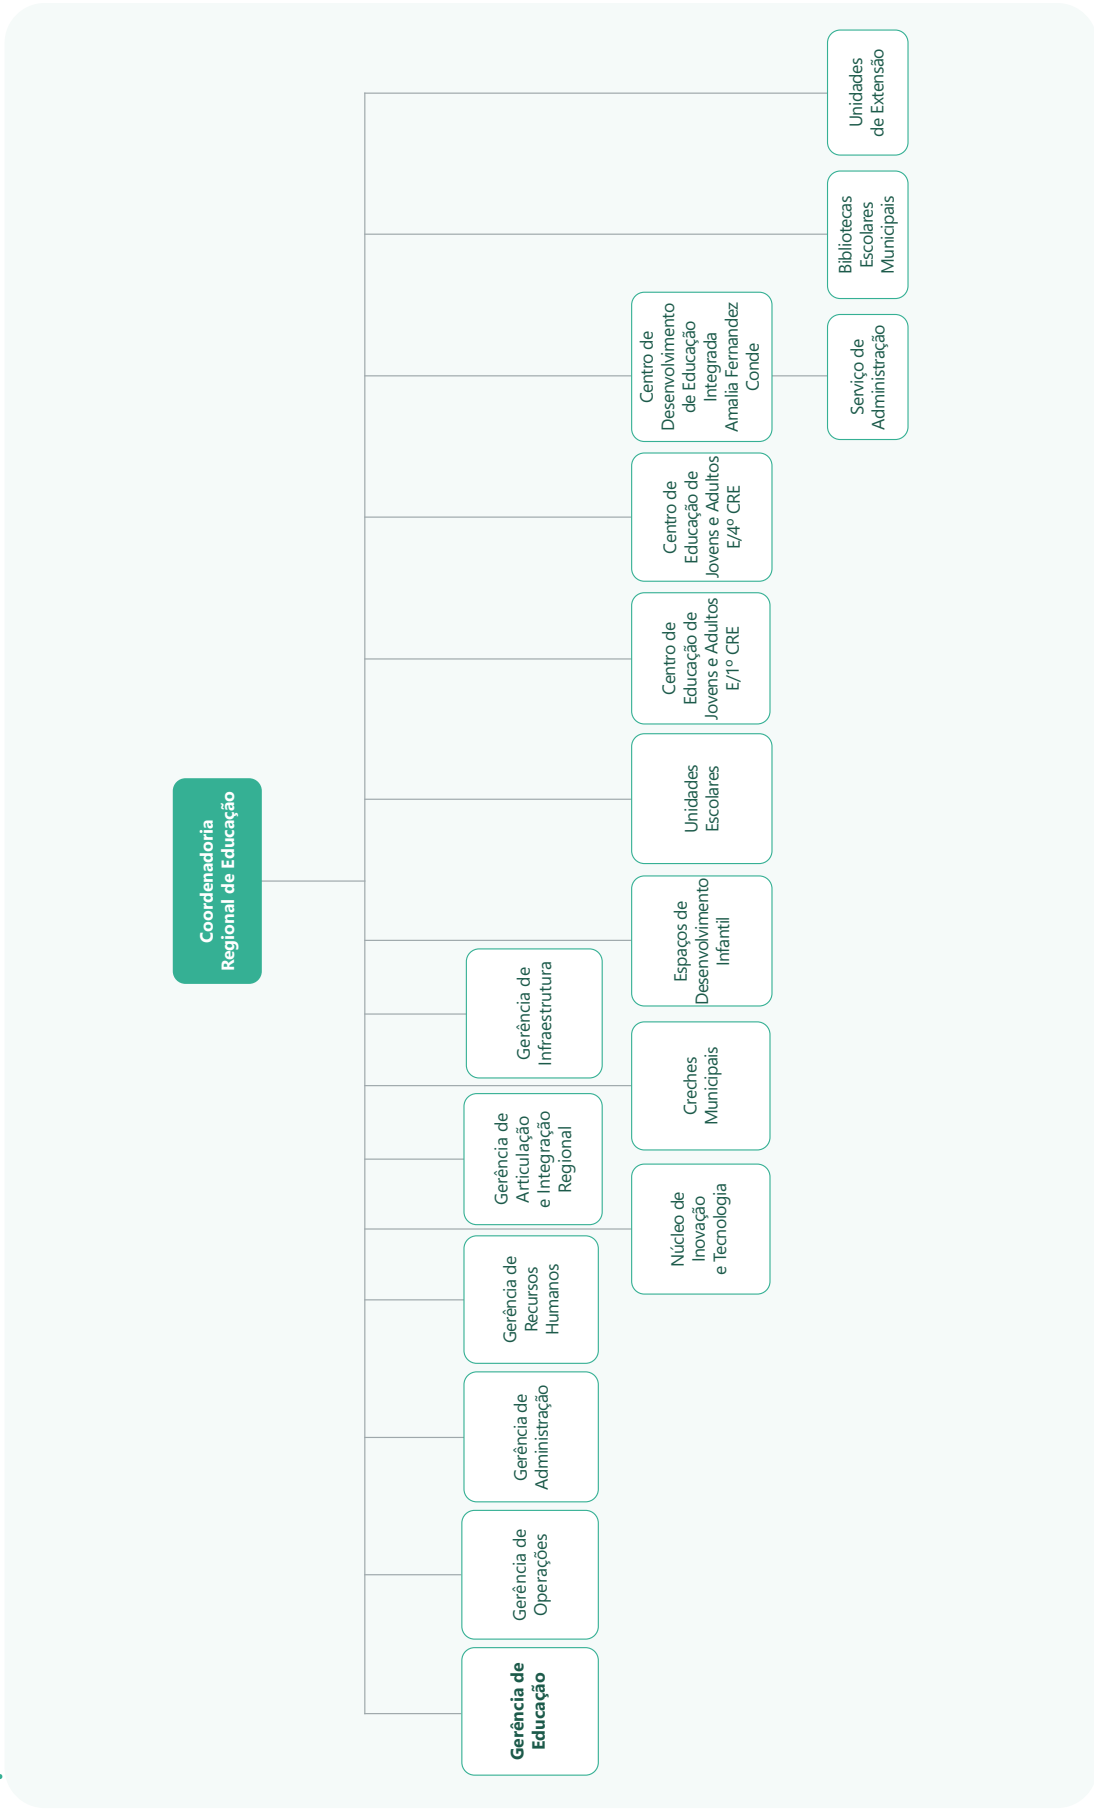 Coordenadoria
Regional de Educação
Gerência de
Educação
Gerência de
Operações
Gerência de
Administração
Gerência de
Recursos
Humanos
Gerência de
Articulação
e Integração
Regional
Gerência de
Infraestrutura
Núcleo de
Inovação
e Tecnologia
Creches
Municipais
Espaços de
Desenvolvimento
Infantil
Unidades
Escolares
Centro de
Educação de
Jovens e Adultos
E/1º CRE
Centro de
Educação de
Jovens e Adultos
E/4º CRE
Centro de
Desenvolvimento
de Educação
Integrada
Amalia Fernandez
Conde
Serviço de
Administração
Bibliotecas
Escolares
Municipais
Unidades
de Extensão